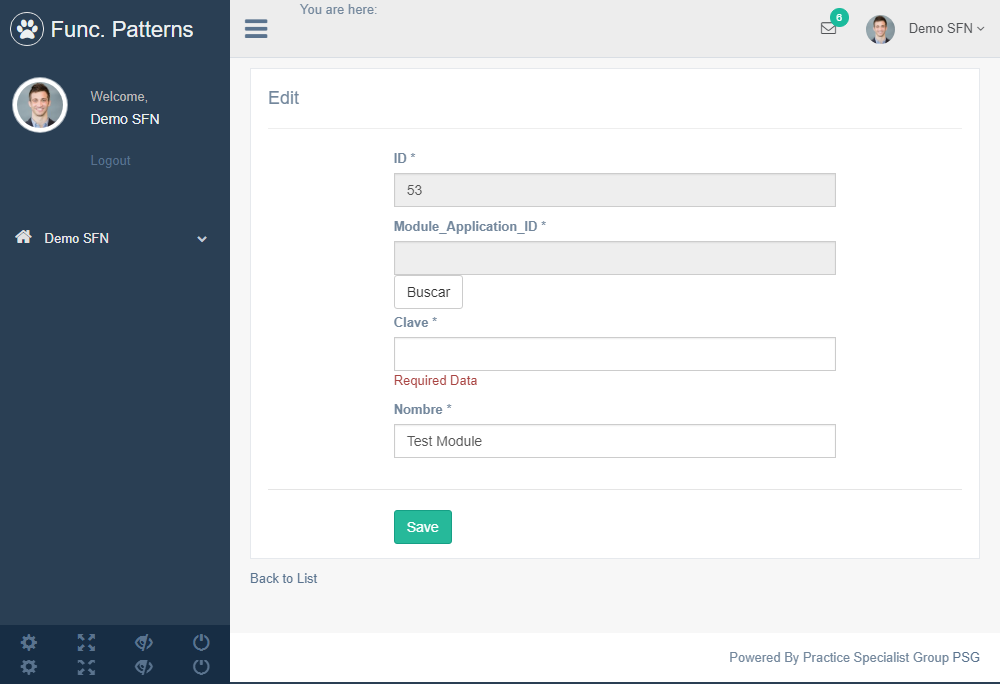 Func. Patterns
You are here:
6
Demo SFN
Welcome,
Demo SFN
Logout
Demo SFN
Edit
ID *
53
Module_Application_ID *
Buscar
Clave *
Required Data
Nombre *
Test Module
Save
Back to List
Powered By Practice Specialist Group PSG